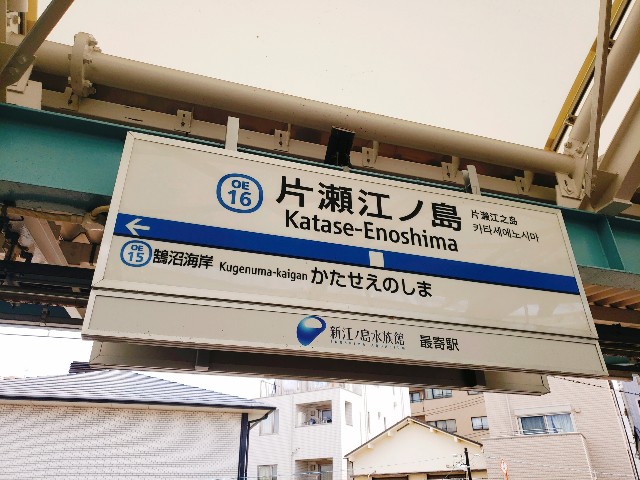 OE
16
片瀬江ノ島
Katase-Enoshima
片瀬江之岛
카타세에노시마
OE
15
鵠沼海岸 Kugenuma-kaigan
かたせえのしま
新江ノ島水族館
最寄駅